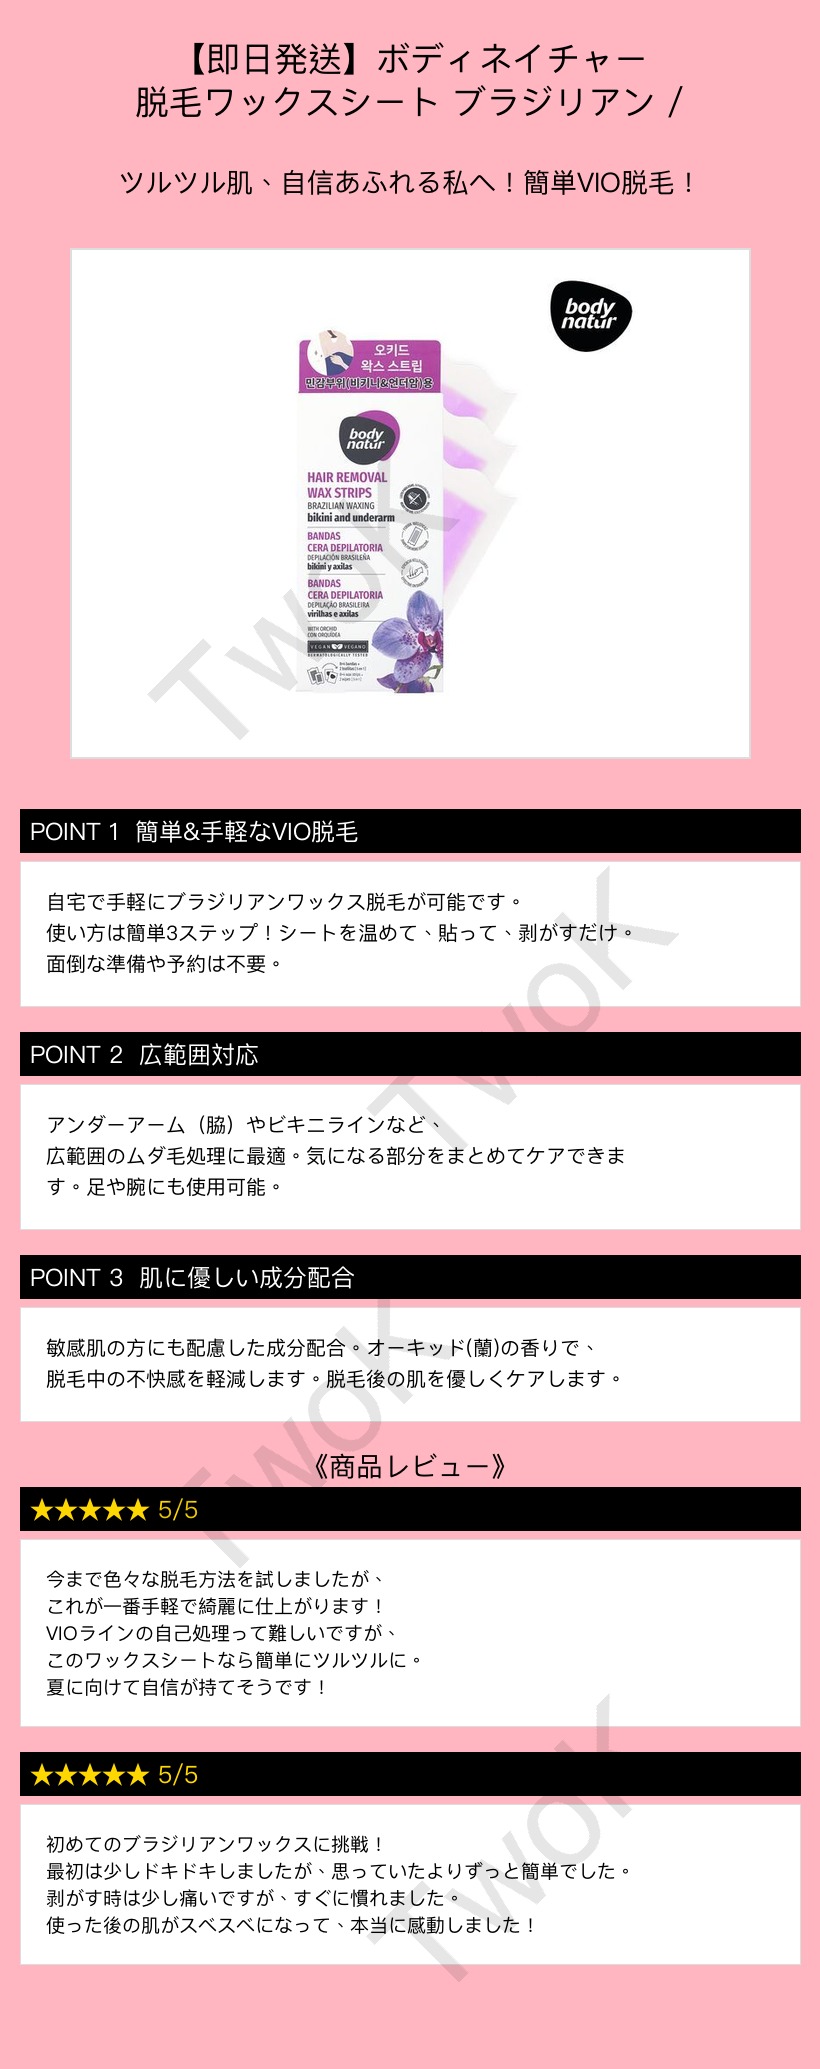 【即日発送】ボディネイチャー
脱毛ワックスシート ブラジリアン /
ツルツル肌、自信あふれる私へ！簡単VIO脱毛！
body
natur
오키드
왁스 스트립
민감부위(비키니&언더암)용
body
natur
HAIR REMOVAL
WAX STRIPS
BRAZILIAN WAXING
bikini and underarm
BANDAS
CERA DEPILATORIA
DEPILACIÓN BRASILEÑA
bikini y axilas
BANDAS
CERA DEPILATORIA
DEPILAÇÃO BRASILEIRA
virilhas e axilas
WITH ORCHID
CON ORQUÍDEA
VEGAN VEGANO
DERMATOLOGICALLY TESTED
TwoK
POINT 1 簡単&手軽なVIO脱毛
自宅で手軽にブラジリアンワックス脱毛が可能です。
使い方は簡単3ステップ！シートを温めて、貼って、剥がすだけ。
面倒な準備や予約は不要。
TwoK
POINT 2 広範囲対応
アンダーアーム（脇）やビキニラインなど、
広範囲のムダ毛処理に最適。気になる部分をまとめてケアできま
す。足や腕にも使用可能。
POINT 3 肌に優しい成分配合
敏感肌の方にも配慮した成分配合。オーキッド(蘭)の香りで、
脱毛中の不快感を軽減します。脱毛後の肌を優しくケアします。
TwoK
《商品レビュー》
★★★★★ 5/5
今まで色々な脱毛方法を試しましたが、
これが一番手軽で綺麗に仕上がります！
VIOラインの自己処理って難しいですが、
このワックスシートなら簡単にツルツルに。
夏に向けて自信が持てそうです！
★★★★★ 5/5
初めてのブラジリアンワックスに挑戦！
最初は少しドキドキしましたが、思っていたよりずっと簡単でした。
剥がす時は少し痛いですが、すぐに慣れました。
使った後の肌がスベスベになって、本当に感動しました！
TwoK